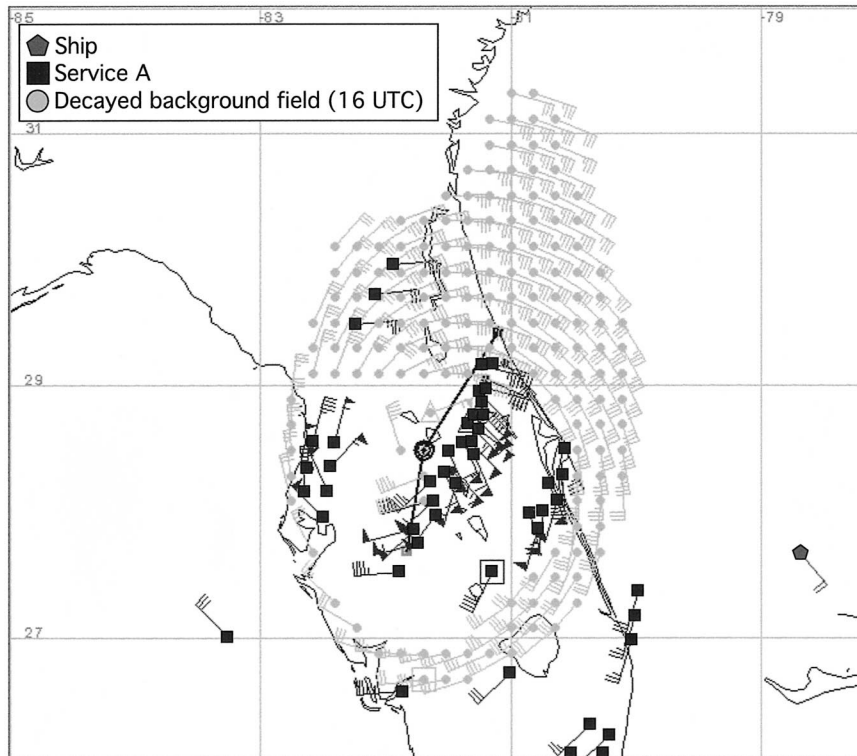 -85 -83 -81 -79
Ship
Service A
Decayed background field (16 UTC)
31
29
27